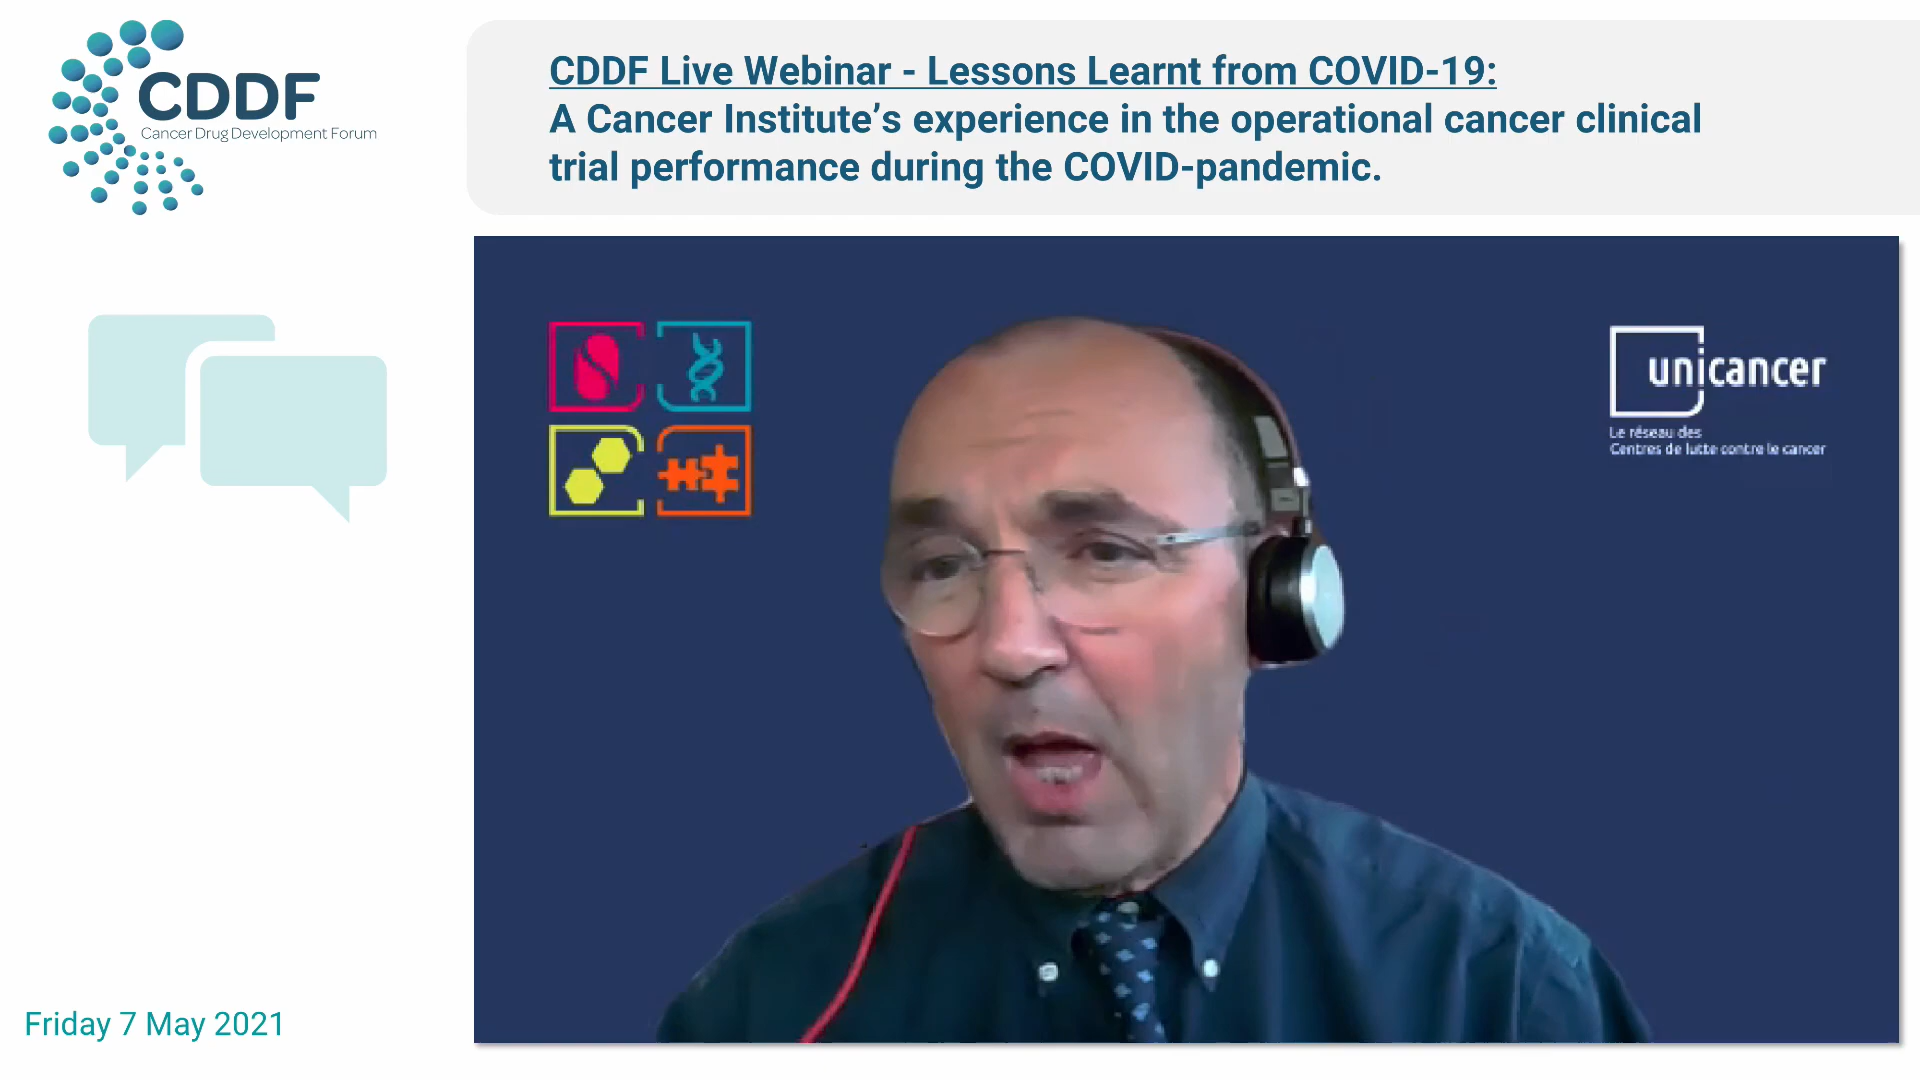 CDDF
Cancer Drug Development Forum
CDDF Live Webinar - Lessons Learnt from COVID-19:
A Cancer Institute’s experience in the operational cancer clinical
trial performance during the COVID-pandemic.
unicancer
Le réseau des
Centres de lutte contre le cancer
Friday 7 May 2021